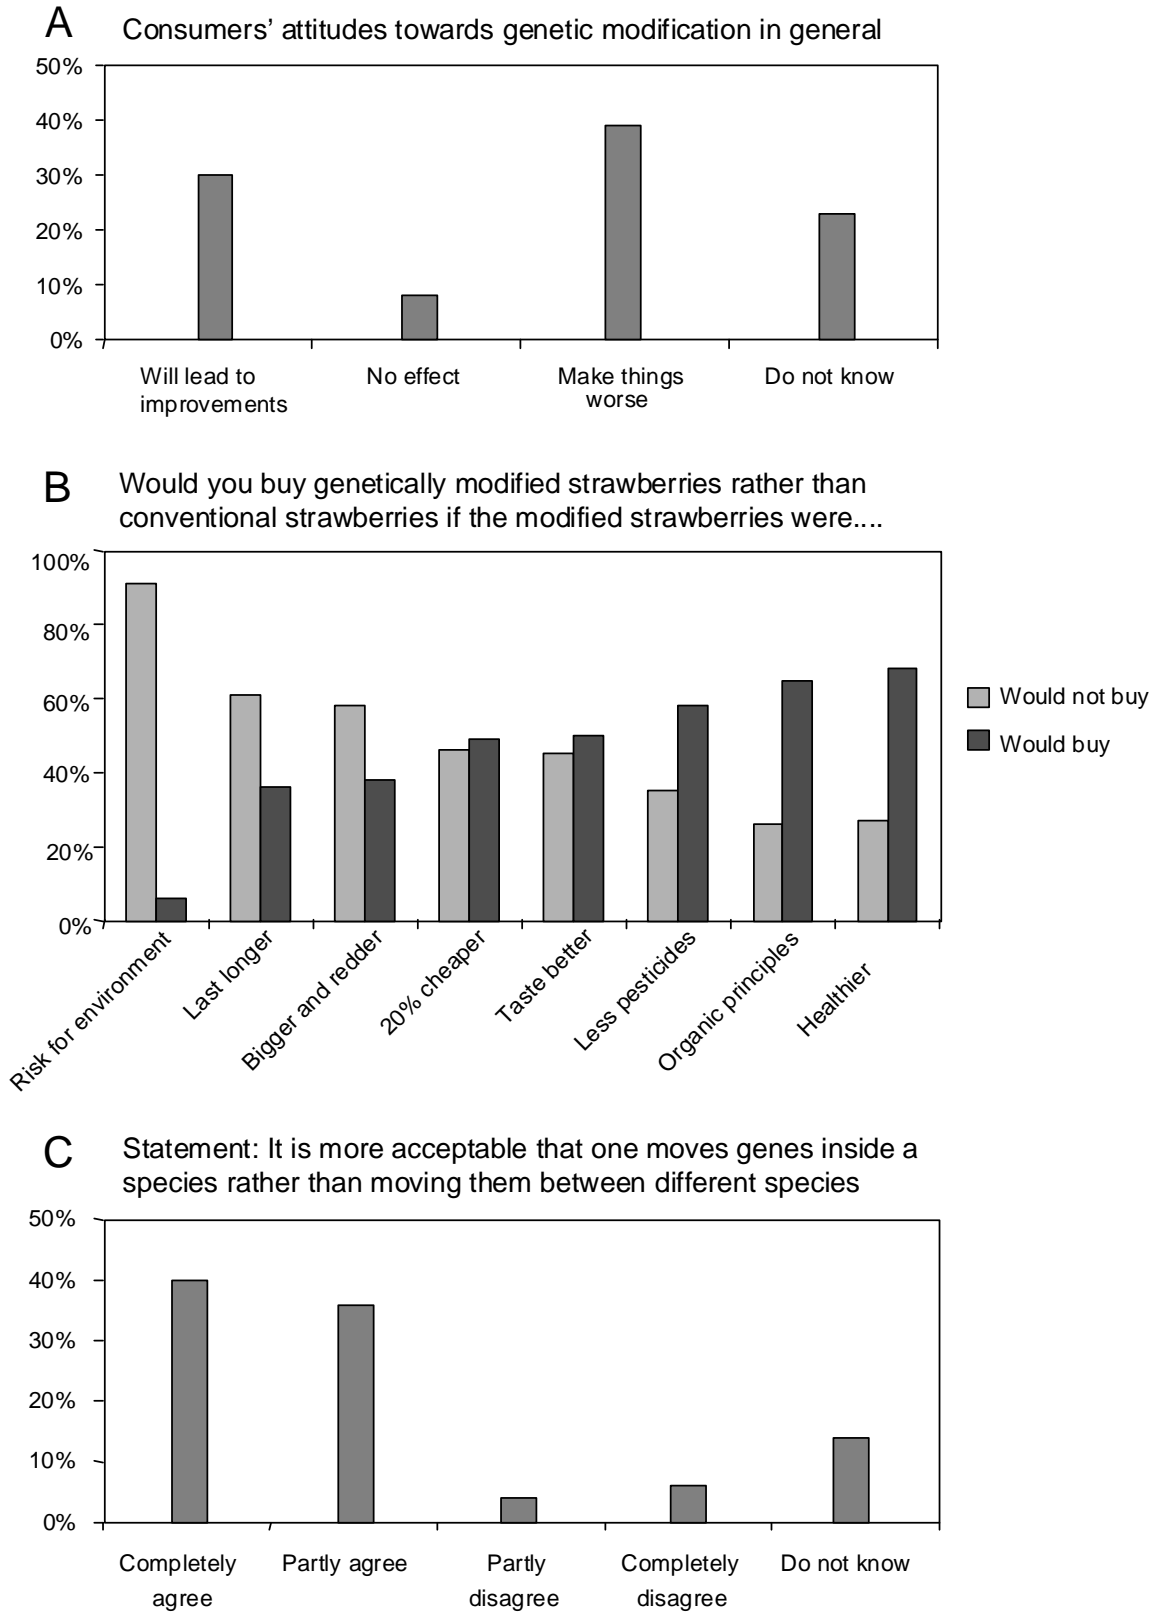 A Consumers’ attitudes towards genetic modification in general
50%
40%
30%
20%
10%
0%
Will lead to
improvements
No effect
Make things
worse
Do not know
B Would you buy genetically modified strawberries rather than
conventional strawberries if the modified strawberries were....
100%
80%
60%
40%
20%
0%
Risk for environment
Last longer
Bigger and redder
20% cheaper
Taste better
Less pesticides
Organic principles
Healthier
Would not buy
Would buy
C Statement: It is more acceptable that one moves genes inside a
species rather than moving them between different species
50%
40%
30%
20%
10%
0%
Completely
agree
Partly agree
Partly
disagree
Completely
disagree
Do not know